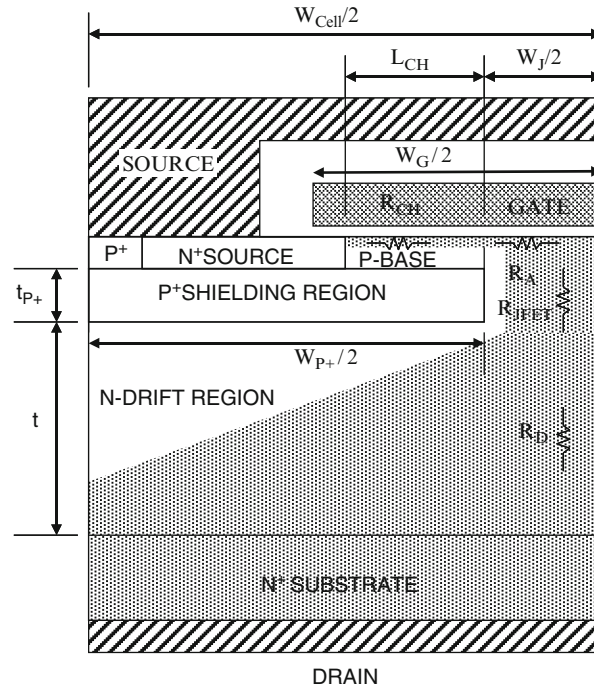 W_Cell/2
L_CH
W_J/2
SOURCE
W_G/2
R_CH
GATE
P+
N+SOURCE
P-BASE
R_A
t_P+
P+SHIELDING REGION
R_JFET
W_P+/2
N-DRIFT REGION
t
R_D
N+ SUBSTRATE
DRAIN